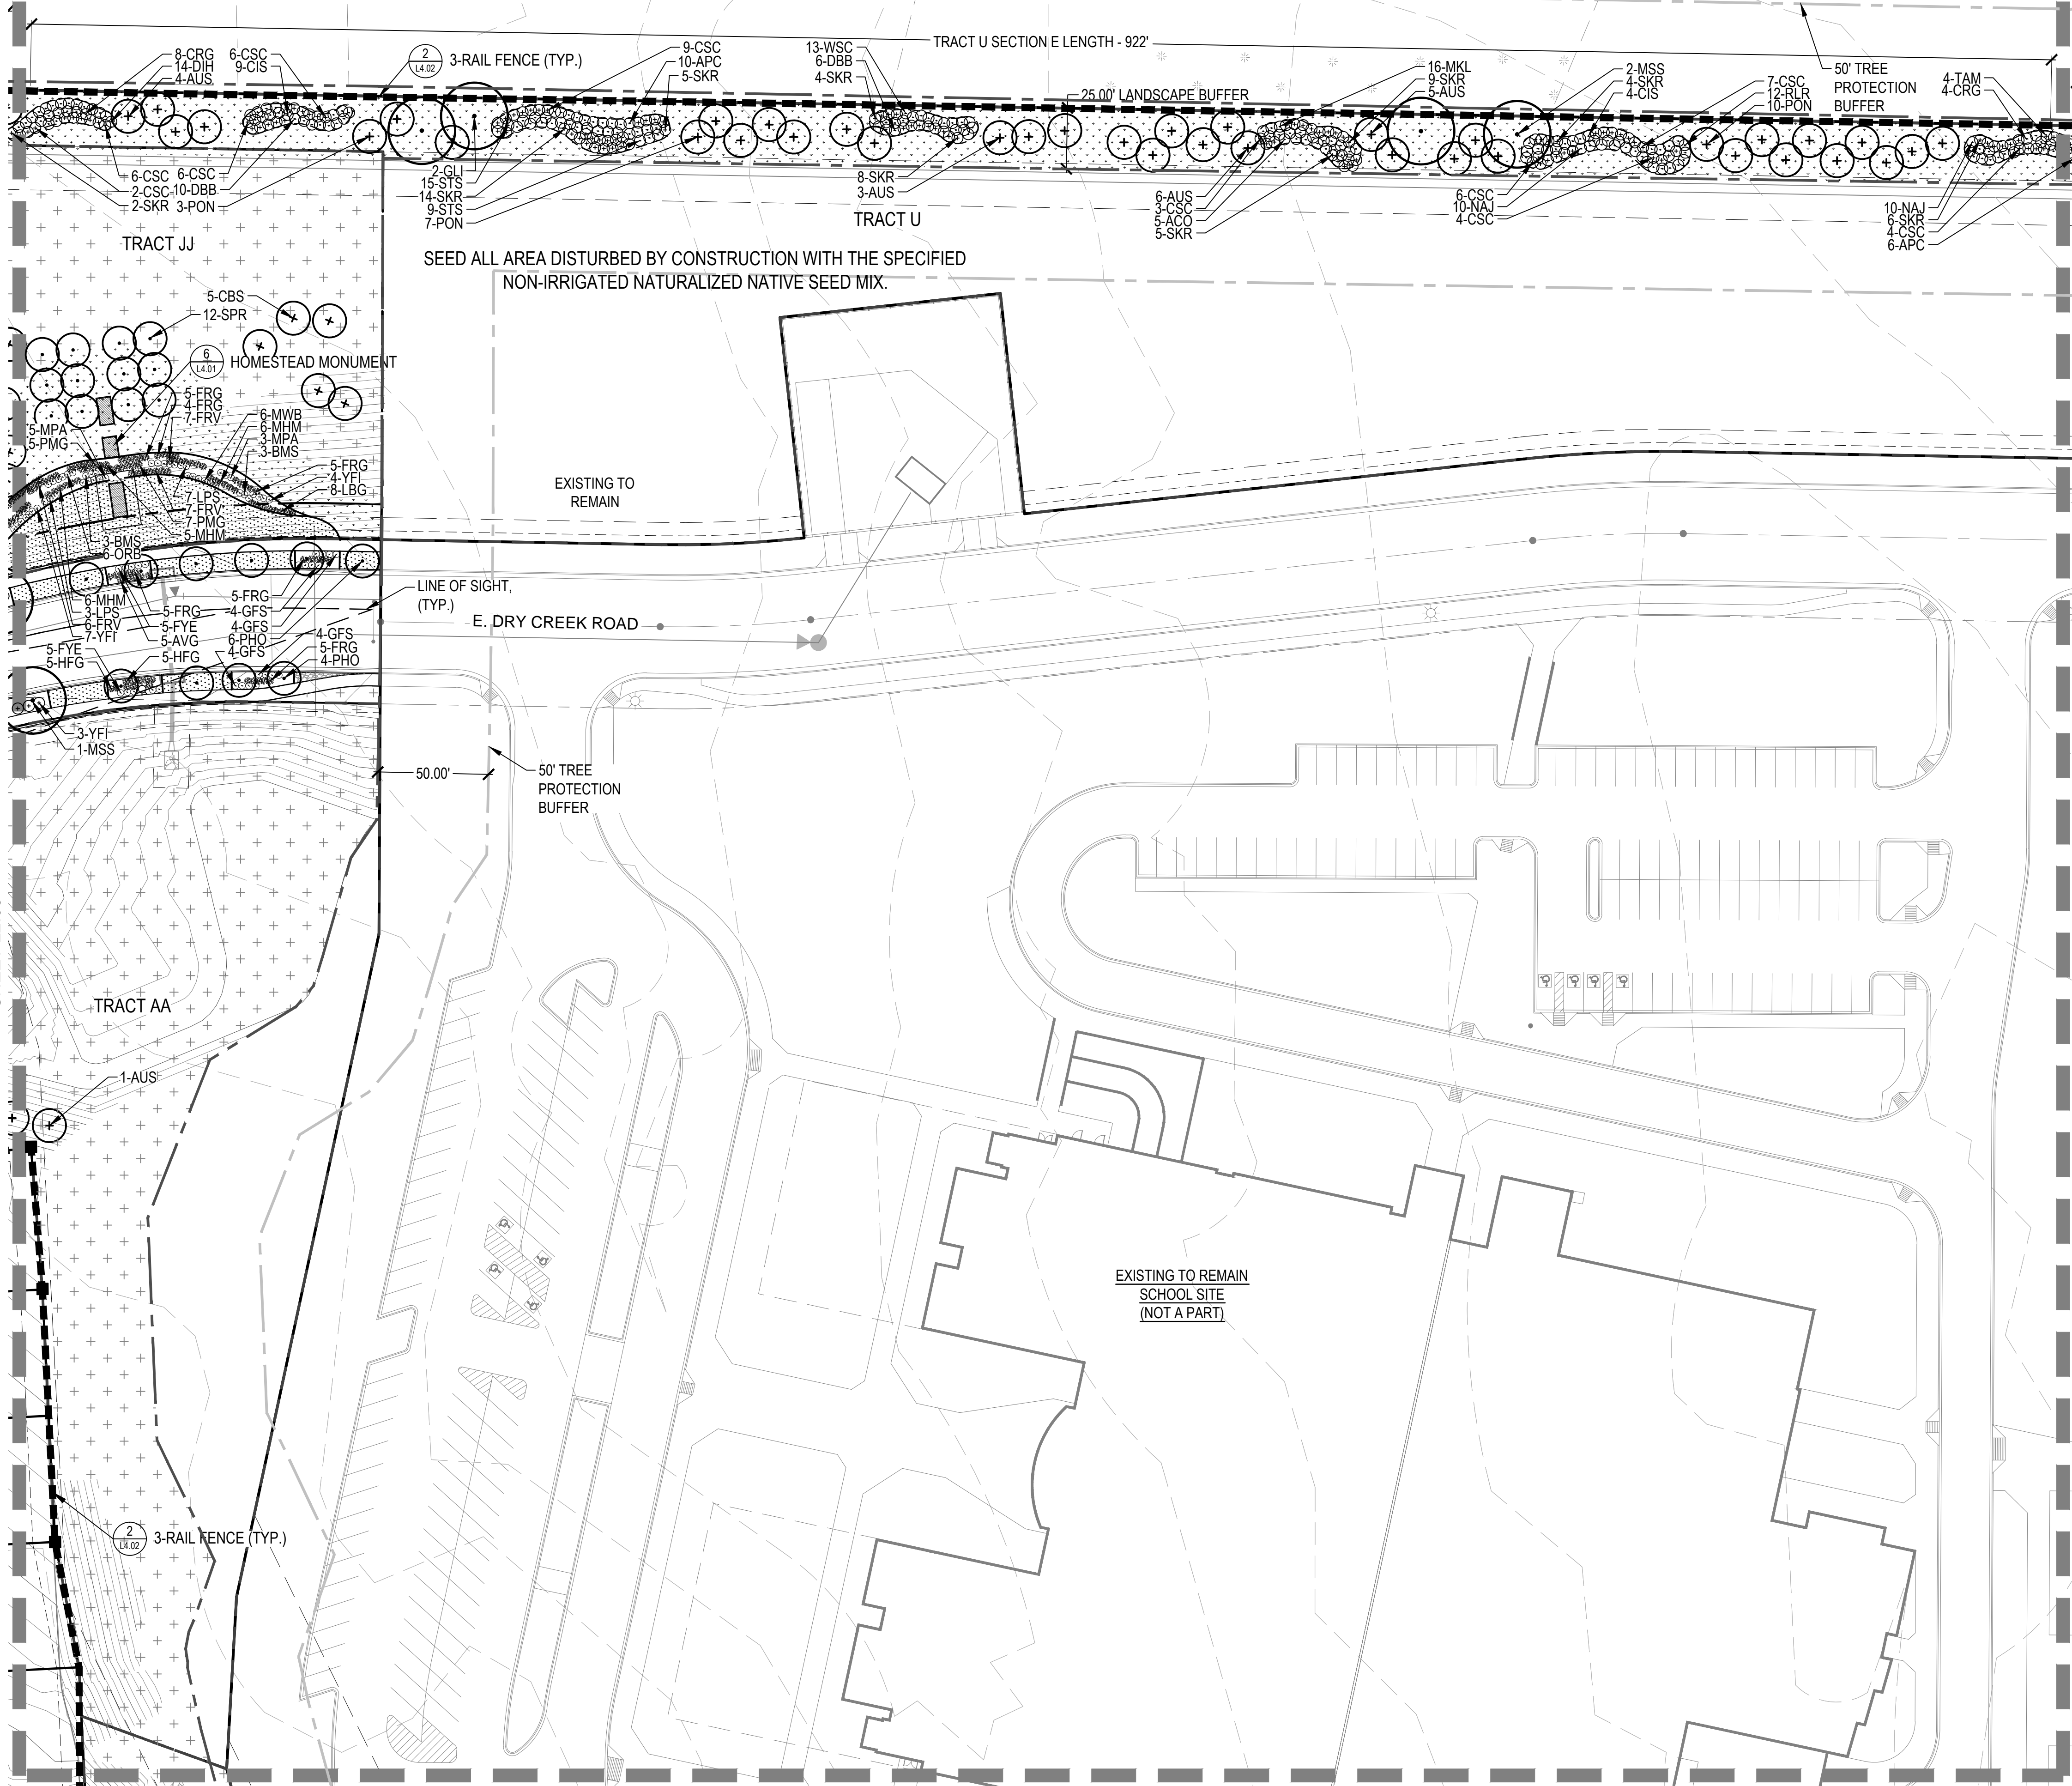 TRACT U SECTION E LENGTH - 922'
8-CRG
14-DIH
4-AUS
6-CSC
9-CIS
2
L4.02
3-RAIL FENCE (TYP.)
9-CSC
10-APC
5-SKR
13-WSC
6-DBB
4-SKR
25.00' LANDSCAPE BUFFER
16-MKL
9-SKR
5-AUS
2-MSS
4-SKR
4-CIS
7-CSC
12-RLR
10-PON
50' TREE
PROTECTION
BUFFER
4-TAM
4-CRG
6-CSC
2-CSC
2-SKR
6-CSC
10-DBB
3-PON
2-GLI
15-STS
14-SKR
9-STS
7-PON
8-SKR
3-AUS
6-AUS
3-CSC
5-ACO
5-SKR
6-CSC
10-NAJ
4-CSC
10-NAJ
6-SKR
4-CSC
6-APC
TRACT JJ
TRACT U
SEED ALL AREA DISTURBED BY CONSTRUCTION WITH THE SPECIFIED
NON-IRRIGATED NATURALIZED NATIVE SEED MIX.
5-CBS
12-SPR
6
L4.01
HOMESTEAD MONUMENT
5-FRG
4-FRG
7-FRV
5-MPA
5-PMG
6-MWB
6-MHM
3-MPA
3-BMS
5-FRG
4-YFI
8-LBG
7-LPS
7-FRV
7-PMG
5-MHM
3-BMS
6-ORB
EXISTING TO
REMAIN
LINE OF SIGHT,
(TYP.)
E. DRY CREEK ROAD
6-MHM
3-LPS
6-FRV
7-YFI
5-FRG
5-FYE
5-AVG
5-FRG
4-GFS
4-GFS
6-PHO
4-GFS
5-FRG
4-PHO
5-FYE
5-HFG
5-HFG
4-GFS
3-YFI
1-MSS
50.00'
50' TREE
PROTECTION
BUFFER
TRACT AA
1-AUS
EXISTING TO REMAIN
SCHOOL SITE
(NOT A PART)
2
L4.02
3-RAIL FENCE (TYP.)